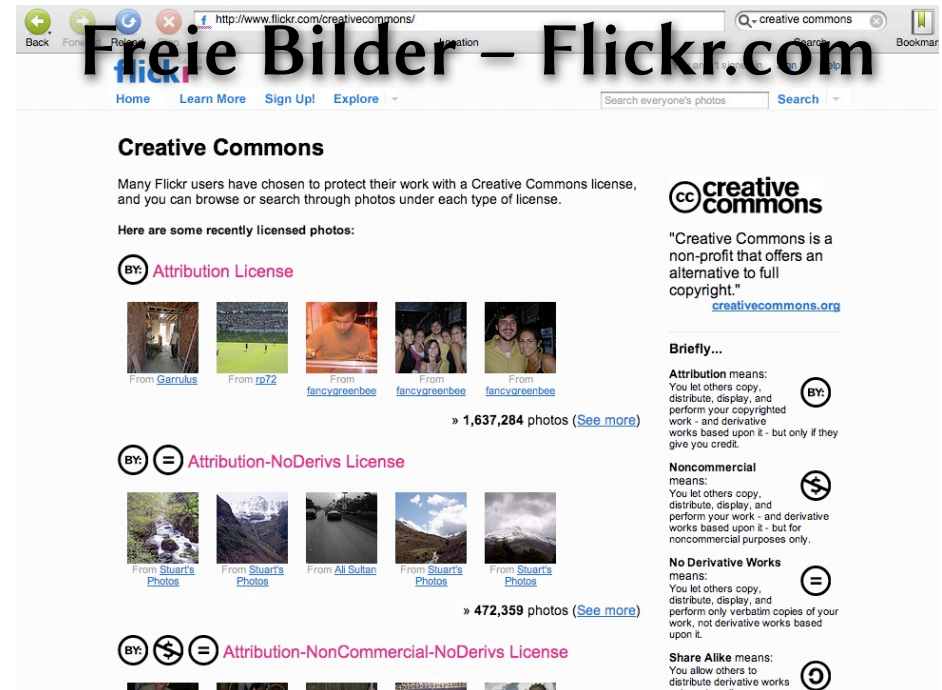 http://www.flickr.com/creativecommons/
creative commons
Back Forward Reload Location Search Bookmar
Freie Bilder – Flickr.com
flickr
Home Learn More Sign Up! Explore
Search everyone's photos Search
Creative Commons
Many Flickr users have chosen to protect their work with a Creative Commons license,
and you can browse or search through photos under each type of license.
Here are some recently licensed photos:
BY: Attribution License
From Garrulus
From rp72
From
fancygreenbee
From
fancygreenbee
From
fancygreenbee
» 1,637,284 photos (See more)
BY: = Attribution-NoDerivs License
From Stuart's
Photos
From Stuart's
Photos
From Ali Sultan
From Stuart's
Photos
From Stuart's
Photos
» 472,359 photos (See more)
BY: $ = Attribution-NonCommercial-NoDerivs License
cc creative
commons
"Creative Commons is a
non-profit that offers an
alternative to full
copyright."
creativecommons.org
Briefly...
Attribution means:
You let others copy,
distribute, display, and
perform your copyrighted
work - and derivative
works based upon it - but only if they
give you credit.
BY:
Noncommercial
means:
You let others copy,
distribute, display, and
perform your work - and derivative
works based upon it - but for
noncommercial purposes only.
$
No Derivative Works
means:
You let others copy,
distribute, display, and
perform only verbatim copies of your
work, not derivative works based
upon it.
=
Share Alike means:
You allow others to
distribute derivative works